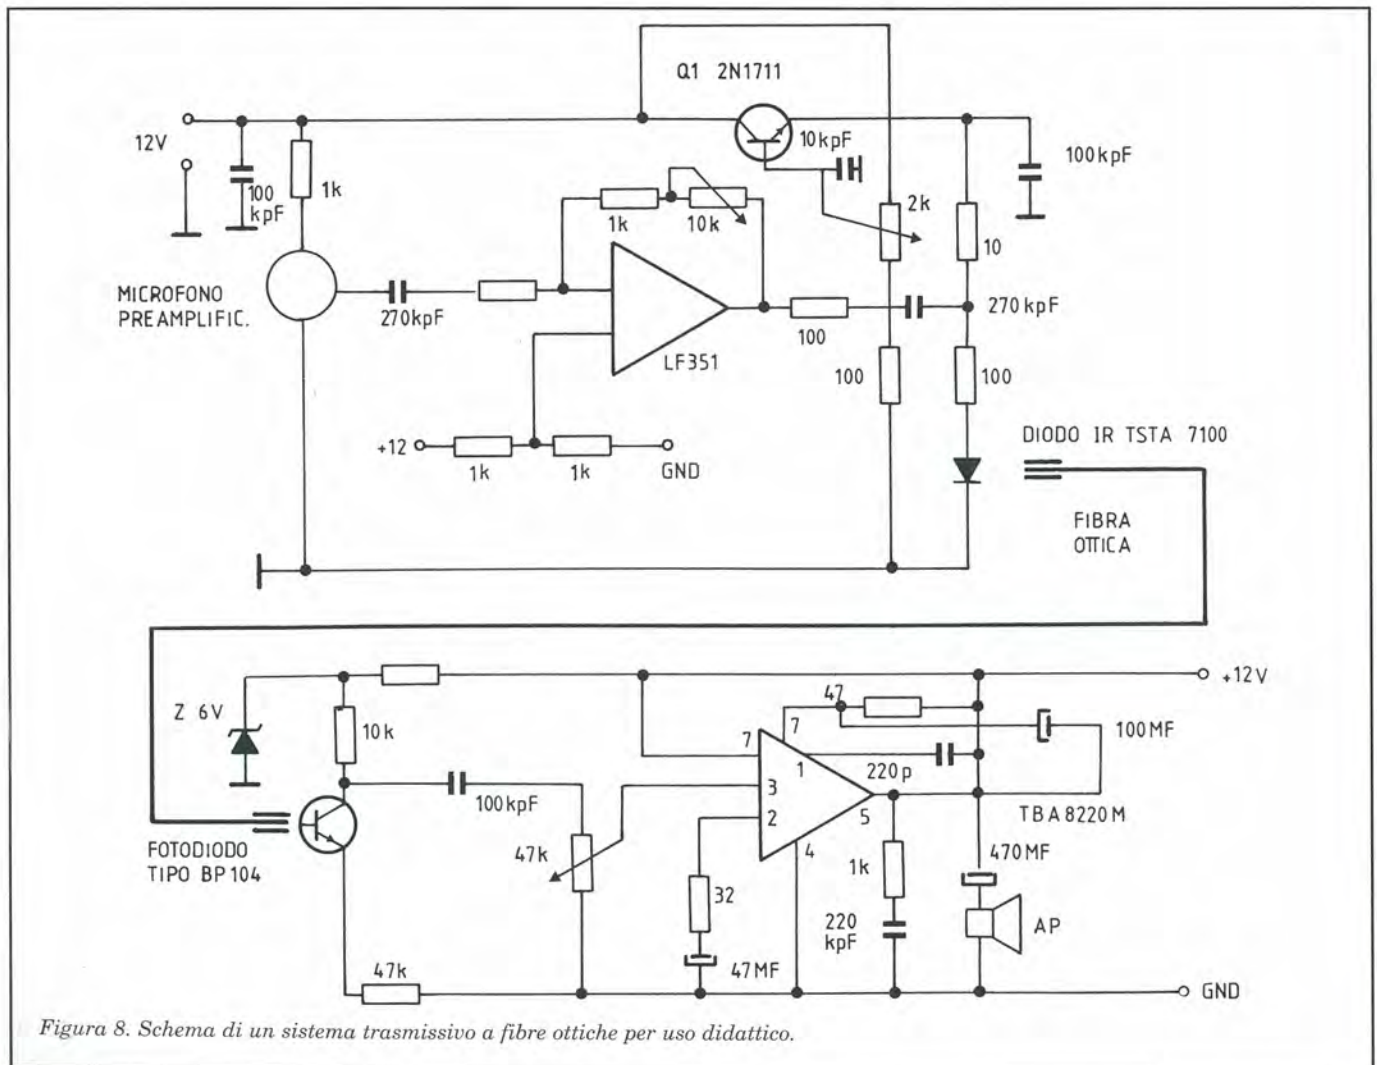 Q1 2N1711
12V
100
kpF
1k
10kpF
100kpF
1k
10k
2k
10
MICROFONO
PREAMPLIFIC.
270kpF
LF351
100
270kpF
100
100
+12
1k
1k
GND
DIODO IR TSTA 7100
FIBRA
OTTICA
Z 6V
10k
+12V
47
7
7
1
220p
100MF
100kpF
3
2
5
4
TBA8220M
FOTODIODO
TIPO BP104
47k
32
1k
470MF
220
kpF
AP
47k
47MF
GND
Figura 8. Schema di un sistema trasmissivo a fibre ottiche per uso didattico.